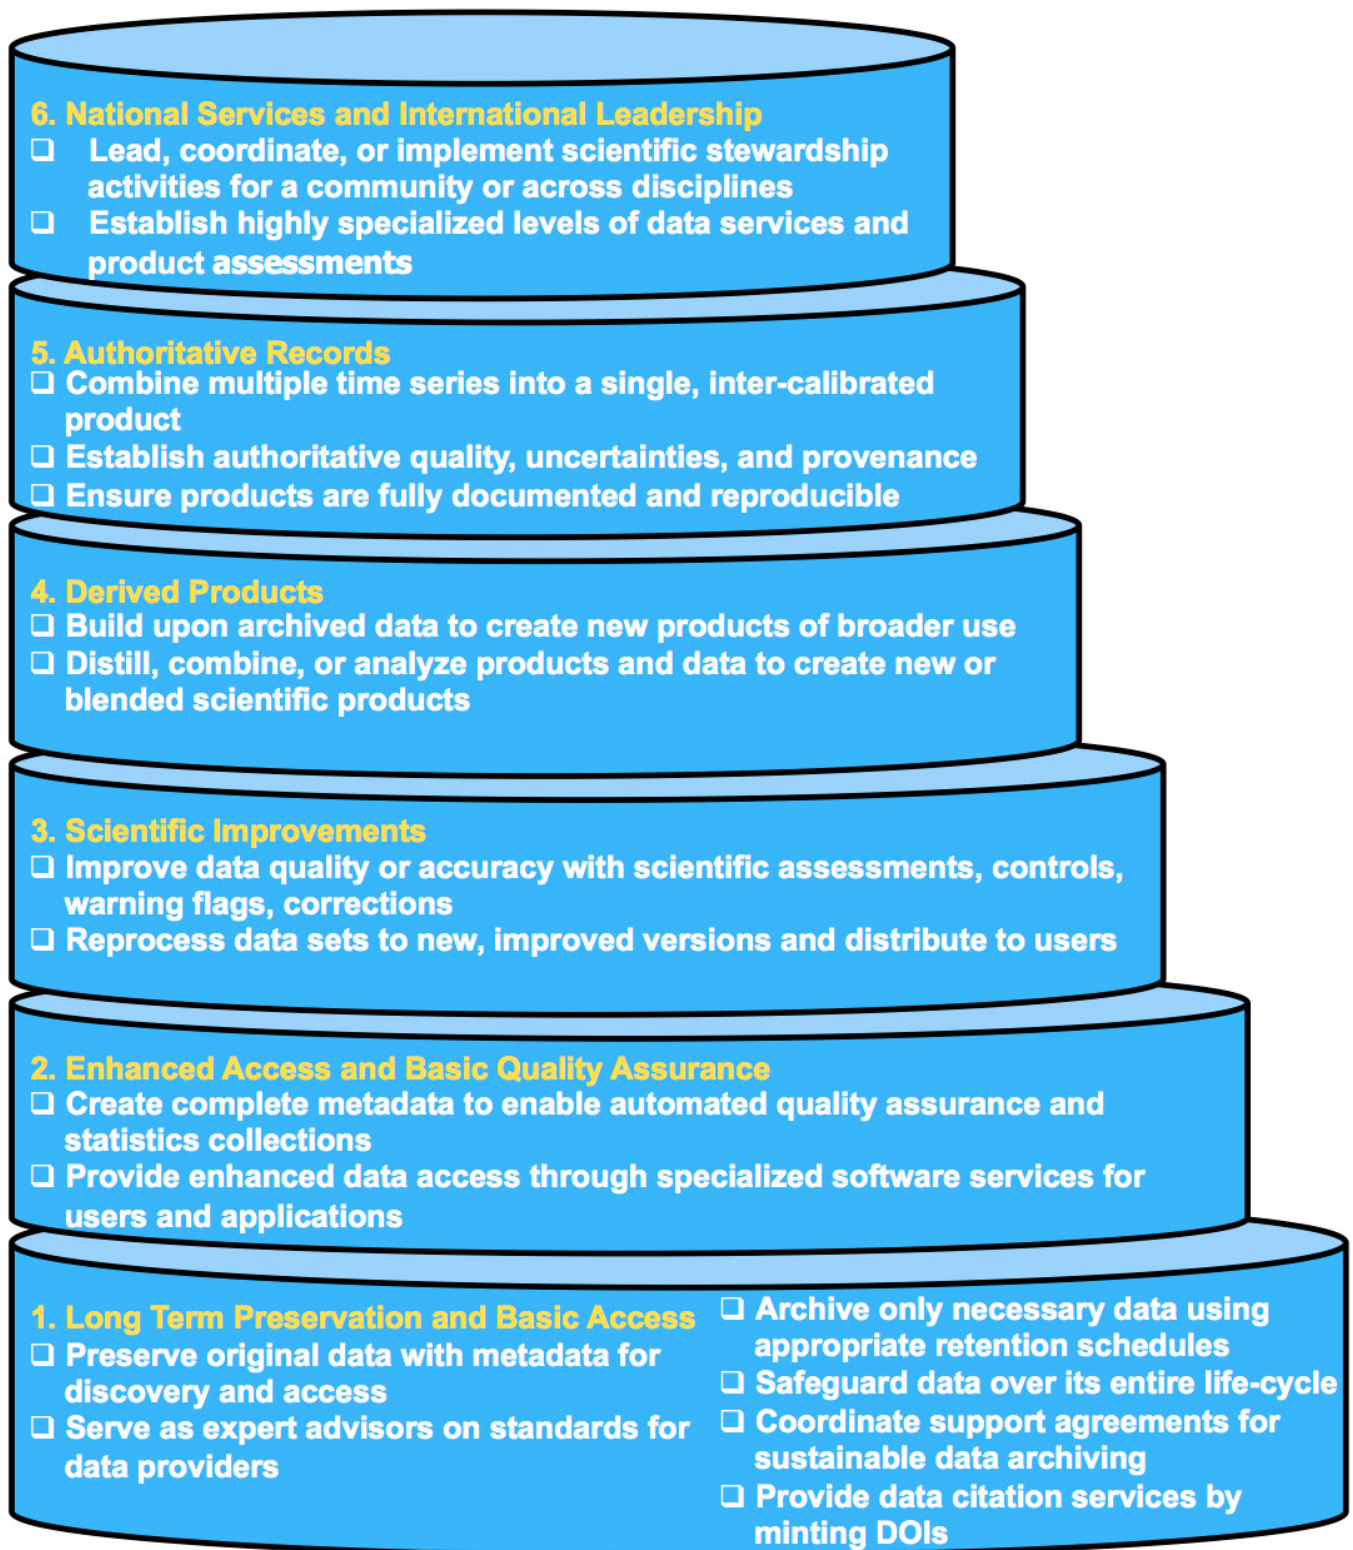 6. National Services and International Leadership
❑ Lead, coordinate, or implement scientific stewardship
activities for a community or across disciplines
❑ Establish highly specialized levels of data services and
product assessments
5. Authoritative Records
❑ Combine multiple time series into a single, inter-calibrated
product
❑ Establish authoritative quality, uncertainties, and provenance
❑ Ensure products are fully documented and reproducible
4. Derived Products
❑ Build upon archived data to create new products of broader use
❑ Distill, combine, or analyze products and data to create new or
blended scientific products
3. Scientific Improvements
❑ Improve data quality or accuracy with scientific assessments, controls,
warning flags, corrections
❑ Reprocess data sets to new, improved versions and distribute to users
2. Enhanced Access and Basic Quality Assurance
❑ Create complete metadata to enable automated quality assurance and
statistics collections
❑ Provide enhanced data access through specialized software services for
users and applications
1. Long Term Preservation and Basic Access
❑ Preserve original data with metadata for
discovery and access
❑ Serve as expert advisors on standards for
data providers
❑ Archive only necessary data using
appropriate retention schedules
❑ Safeguard data over its entire life-cycle
❑ Coordinate support agreements for
sustainable data archiving
❑ Provide data citation services by
minting DOIs